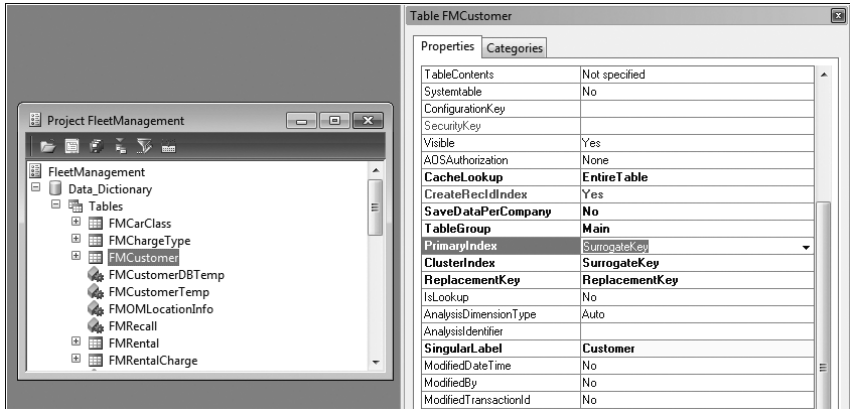 Project FleetManagement
FleetManagement
Data_Dictionary
Tables
FMCarClass
FMChargeType
FMCustomer
FMCustomerDBTemp
FMCustomerTemp
FMOMLocationInfo
FMRecall
FMRental
FMRentalCharge
Table FMCustomer
Properties Categories
TableContents Not specified
Systemtable No
ConfigurationKey
SecurityKey
Visible Yes
AOSAuthorization None
CacheLookup EntireTable
CreateRecIdIndex Yes
SaveDataPerCompany No
TableGroup Main
PrimaryIndex SurrogateKey
ClusterIndex SurrogateKey
ReplacementKey ReplacementKey
IsLookup No
AnalysisDimensionType Auto
AnalysisIdentifier
SingularLabel Customer
ModifiedDateTime No
ModifiedBy No
ModifiedTransactionId No